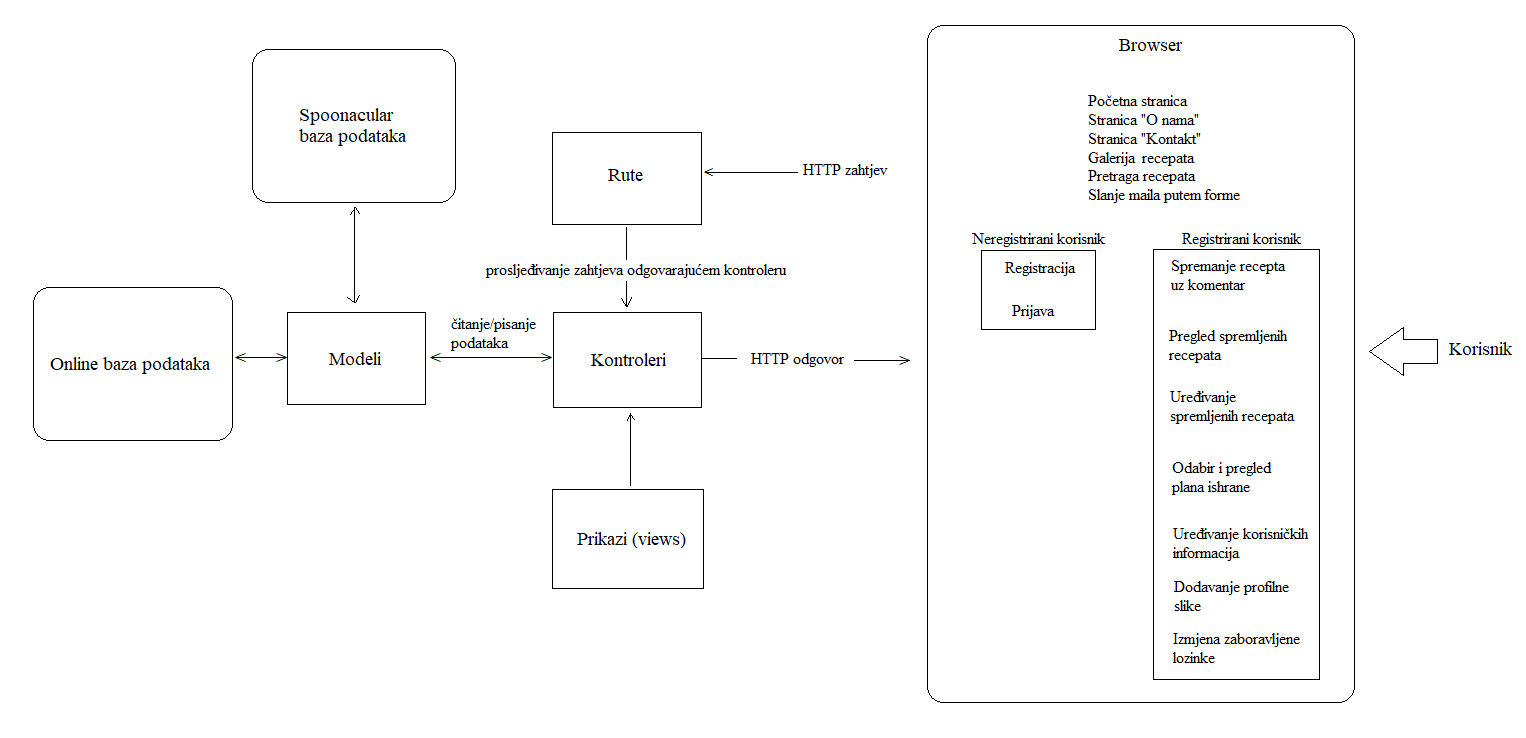 Browser
Početna stranica
Stranica "O nama"
Stranica "Kontakt"
Galerija recepata
Pretraga recepata
Slanje maila putem forme
Spoonacular
baza podataka
Rute
HTTP zahtjev
prosljeđivanje zahtjeva odgovarajućem kontroleru
Online baza podataka
Modeli
čitanje/pisanje
podataka
Kontroleri
HTTP odgovor
Prikazi (views)
Neregistrirani korisnik
Registracija
Prijava
Registrirani korisnik
Spremanje recepta
uz komentar
Pregled spremljenih
recepata
Uređivanje
spremljenih recepata
Odabir i pregled
plana ishrane
Uređivanje korisničkih
informacija
Dodavanje profilne
slike
Izmjena zaboravljene
lozinke
Korisnik